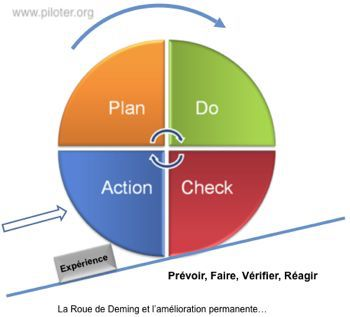 www.piloter.org
Plan
Do
Action
Check
Expérience
Prévoir, Faire, Vérifier, Réagir
La Roue de Deming et l'amélioration permanente...